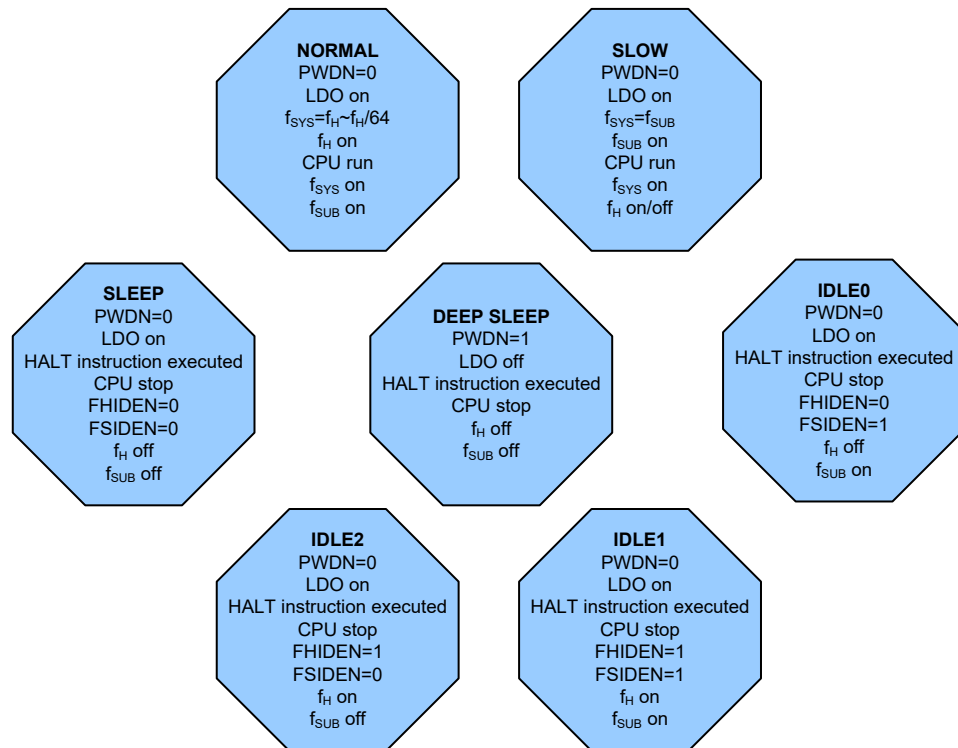 NORMAL
PWDN=0
LDO on
fSYS=fH~fH/64
fH on
CPU run
fSYS on
fSUB on
SLOW
PWDN=0
LDO on
fSYS=fSUB
fSUB on
CPU run
fSYS on
fH on/off
SLEEP
PWDN=0
LDO on
HALT instruction executed
CPU stop
FHIDEN=0
FSIDEN=0
fH off
fSUB off
DEEP SLEEP
PWDN=1
LDO off
HALT instruction executed
CPU stop
fH off
fSUB off
IDLE0
PWDN=0
LDO on
HALT instruction executed
CPU stop
FHIDEN=0
FSIDEN=1
fH off
fSUB on
IDLE2
PWDN=0
LDO on
HALT instruction executed
CPU stop
FHIDEN=1
FSIDEN=0
fH on
fSUB off
IDLE1
PWDN=0
LDO on
HALT instruction executed
CPU stop
FHIDEN=1
FSIDEN=1
fH on
fSUB on